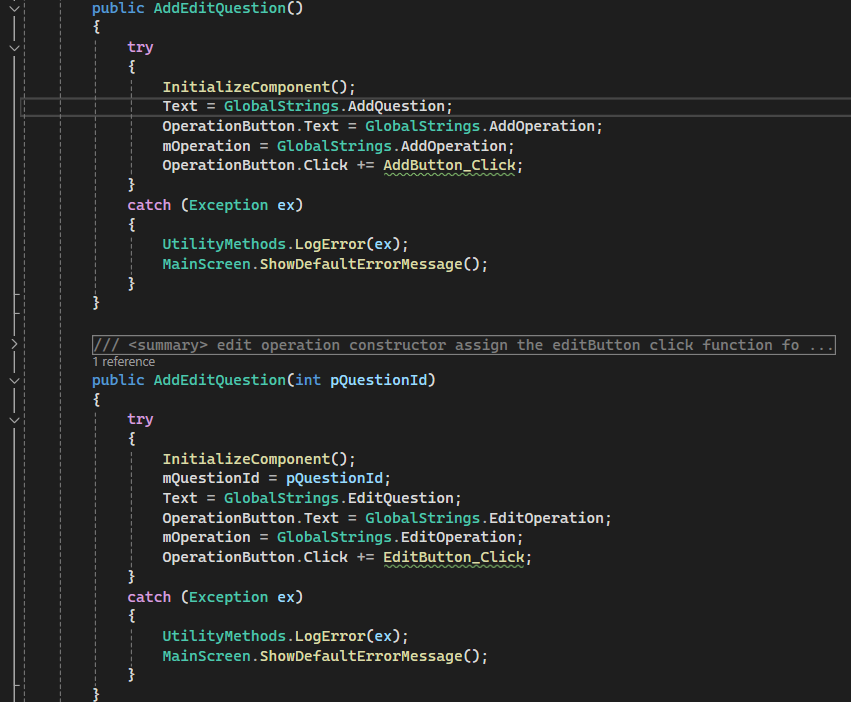 public AddEditQuestion()
{
try
{
InitializeComponent();
Text = GlobalStrings.AddQuestion;
OperationButton.Text = GlobalStrings.AddOperation;
mOperation = GlobalStrings.AddOperation;
OperationButton.Click += AddButton_Click;
}
catch (Exception ex)
{
UtilityMethods.LogError(ex);
MainScreen.ShowDefaultErrorMessage();
}
}
/// <summary> edit operation constructor assign the editButton click function fo ...
1 reference
public AddEditQuestion(int pQuestionId)
{
try
{
InitializeComponent();
mQuestionId = pQuestionId;
Text = GlobalStrings.EditQuestion;
OperationButton.Text = GlobalStrings.EditOperation;
mOperation = GlobalStrings.EditOperation;
OperationButton.Click += EditButton_Click;
}
catch (Exception ex)
{
UtilityMethods.LogError(ex);
MainScreen.ShowDefaultErrorMessage();
}
}